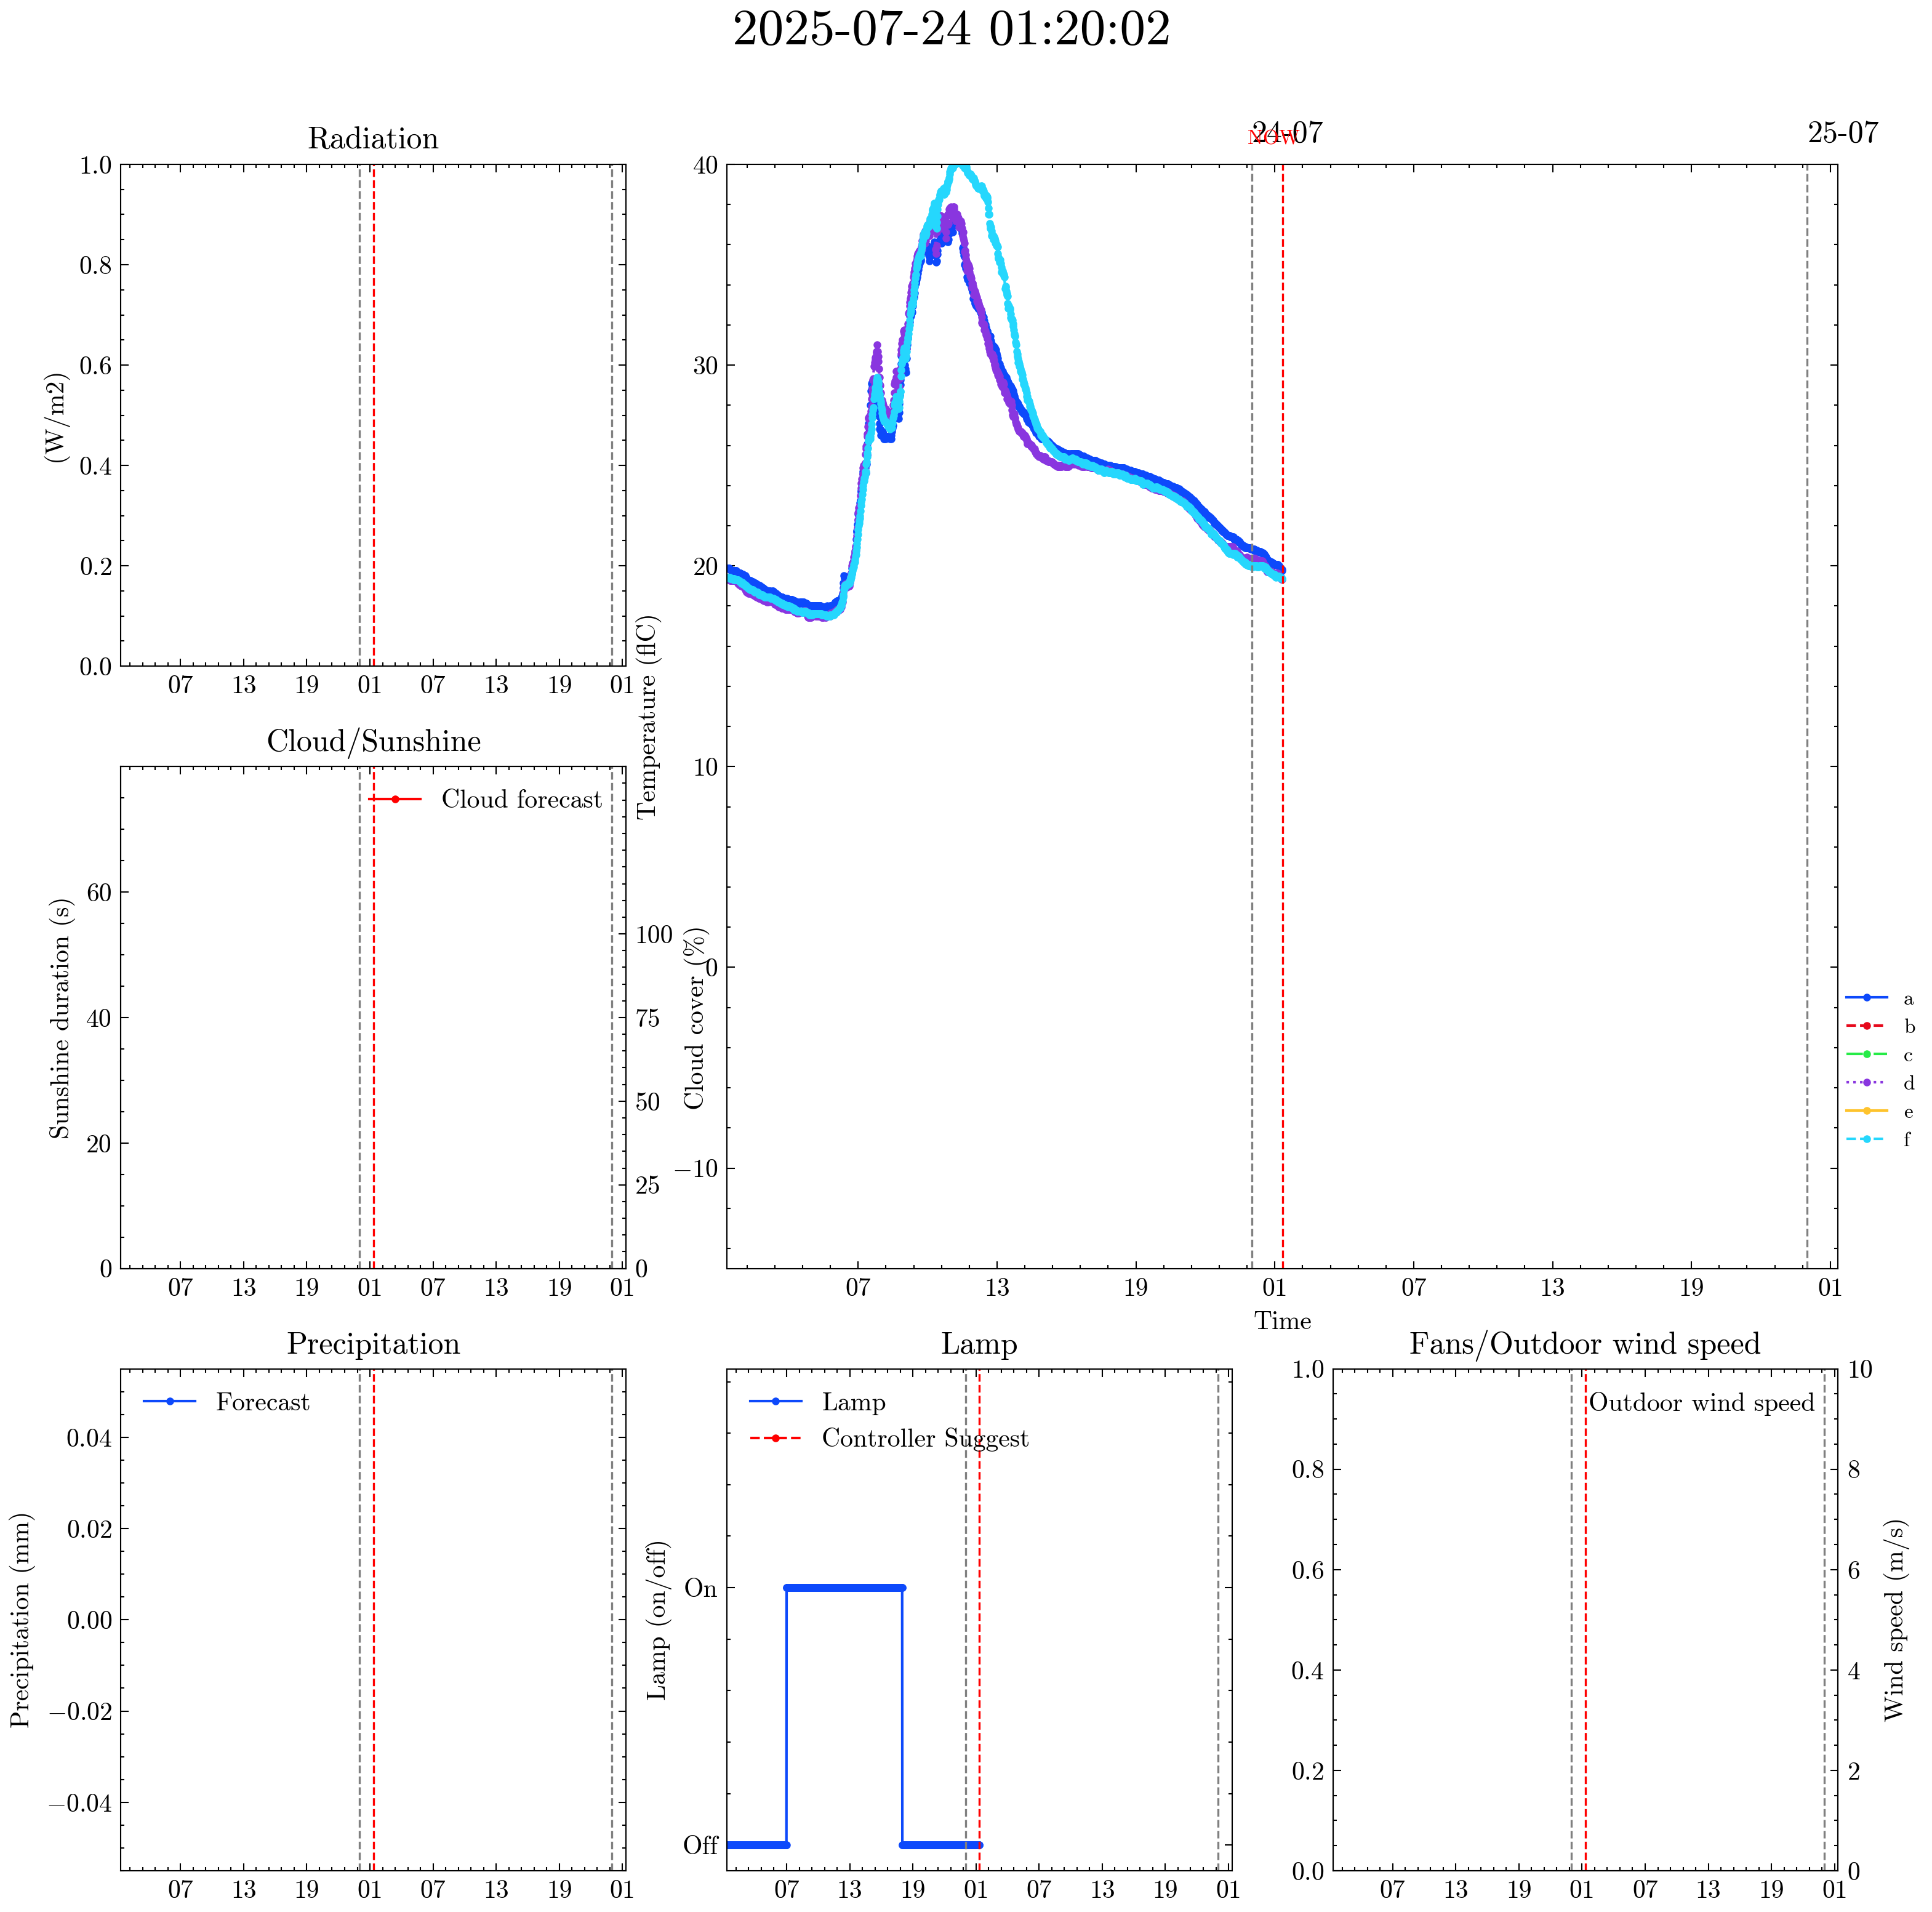 2025-07-24 01:20:02
Radiation
(W/m2)
1.0
0.8
0.6
0.4
0.2
0.0
07 13 19 01 07 13 19 01
NOW
24-07
25-07
Temperature (flC)
40
30
20
10
0
−10
07 13 19 01 07 13 19 01
Time
a
b
c
d
e
f
Cloud/Sunshine
Cloud forecast
Sunshine duration (s)
60
40
20
0
Cloud cover (%)
100
75
50
25
0
07 13 19 01 07 13 19 01
Precipitation
Forecast
Precipitation (mm)
0.04
0.02
0.00
−0.02
−0.04
07 13 19 01 07 13 19 01
Lamp
Lamp
Controller Suggest
Lamp (on/off)
On
Off
07 13 19 01 07 13 19 01
Fans/Outdoor wind speed
Outdoor wind speed
1.0
0.8
0.6
0.4
0.2
0.0
10
8
6
4
2
0
Wind speed (m/s)
07 13 19 01 07 13 19 01